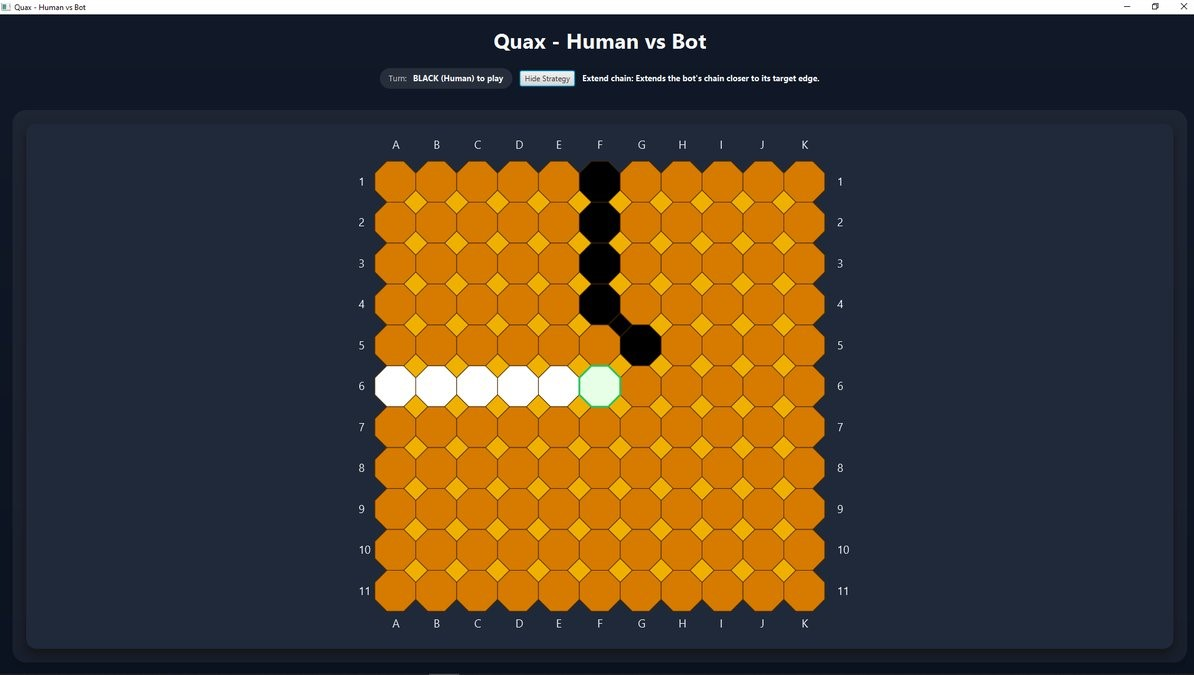 Quax - Human vs Bot
Quax - Human vs Bot
Turn: BLACK (Human) to play Hide Strategy Extend chain: Extends the bot's chain closer to its target edge.
A B C D E F G H I J K
1 1
2 2
3 3
4 4
5 5
6 6
7 7
8 8
9 9
10 10
11 11
A B C D E F G H I J K